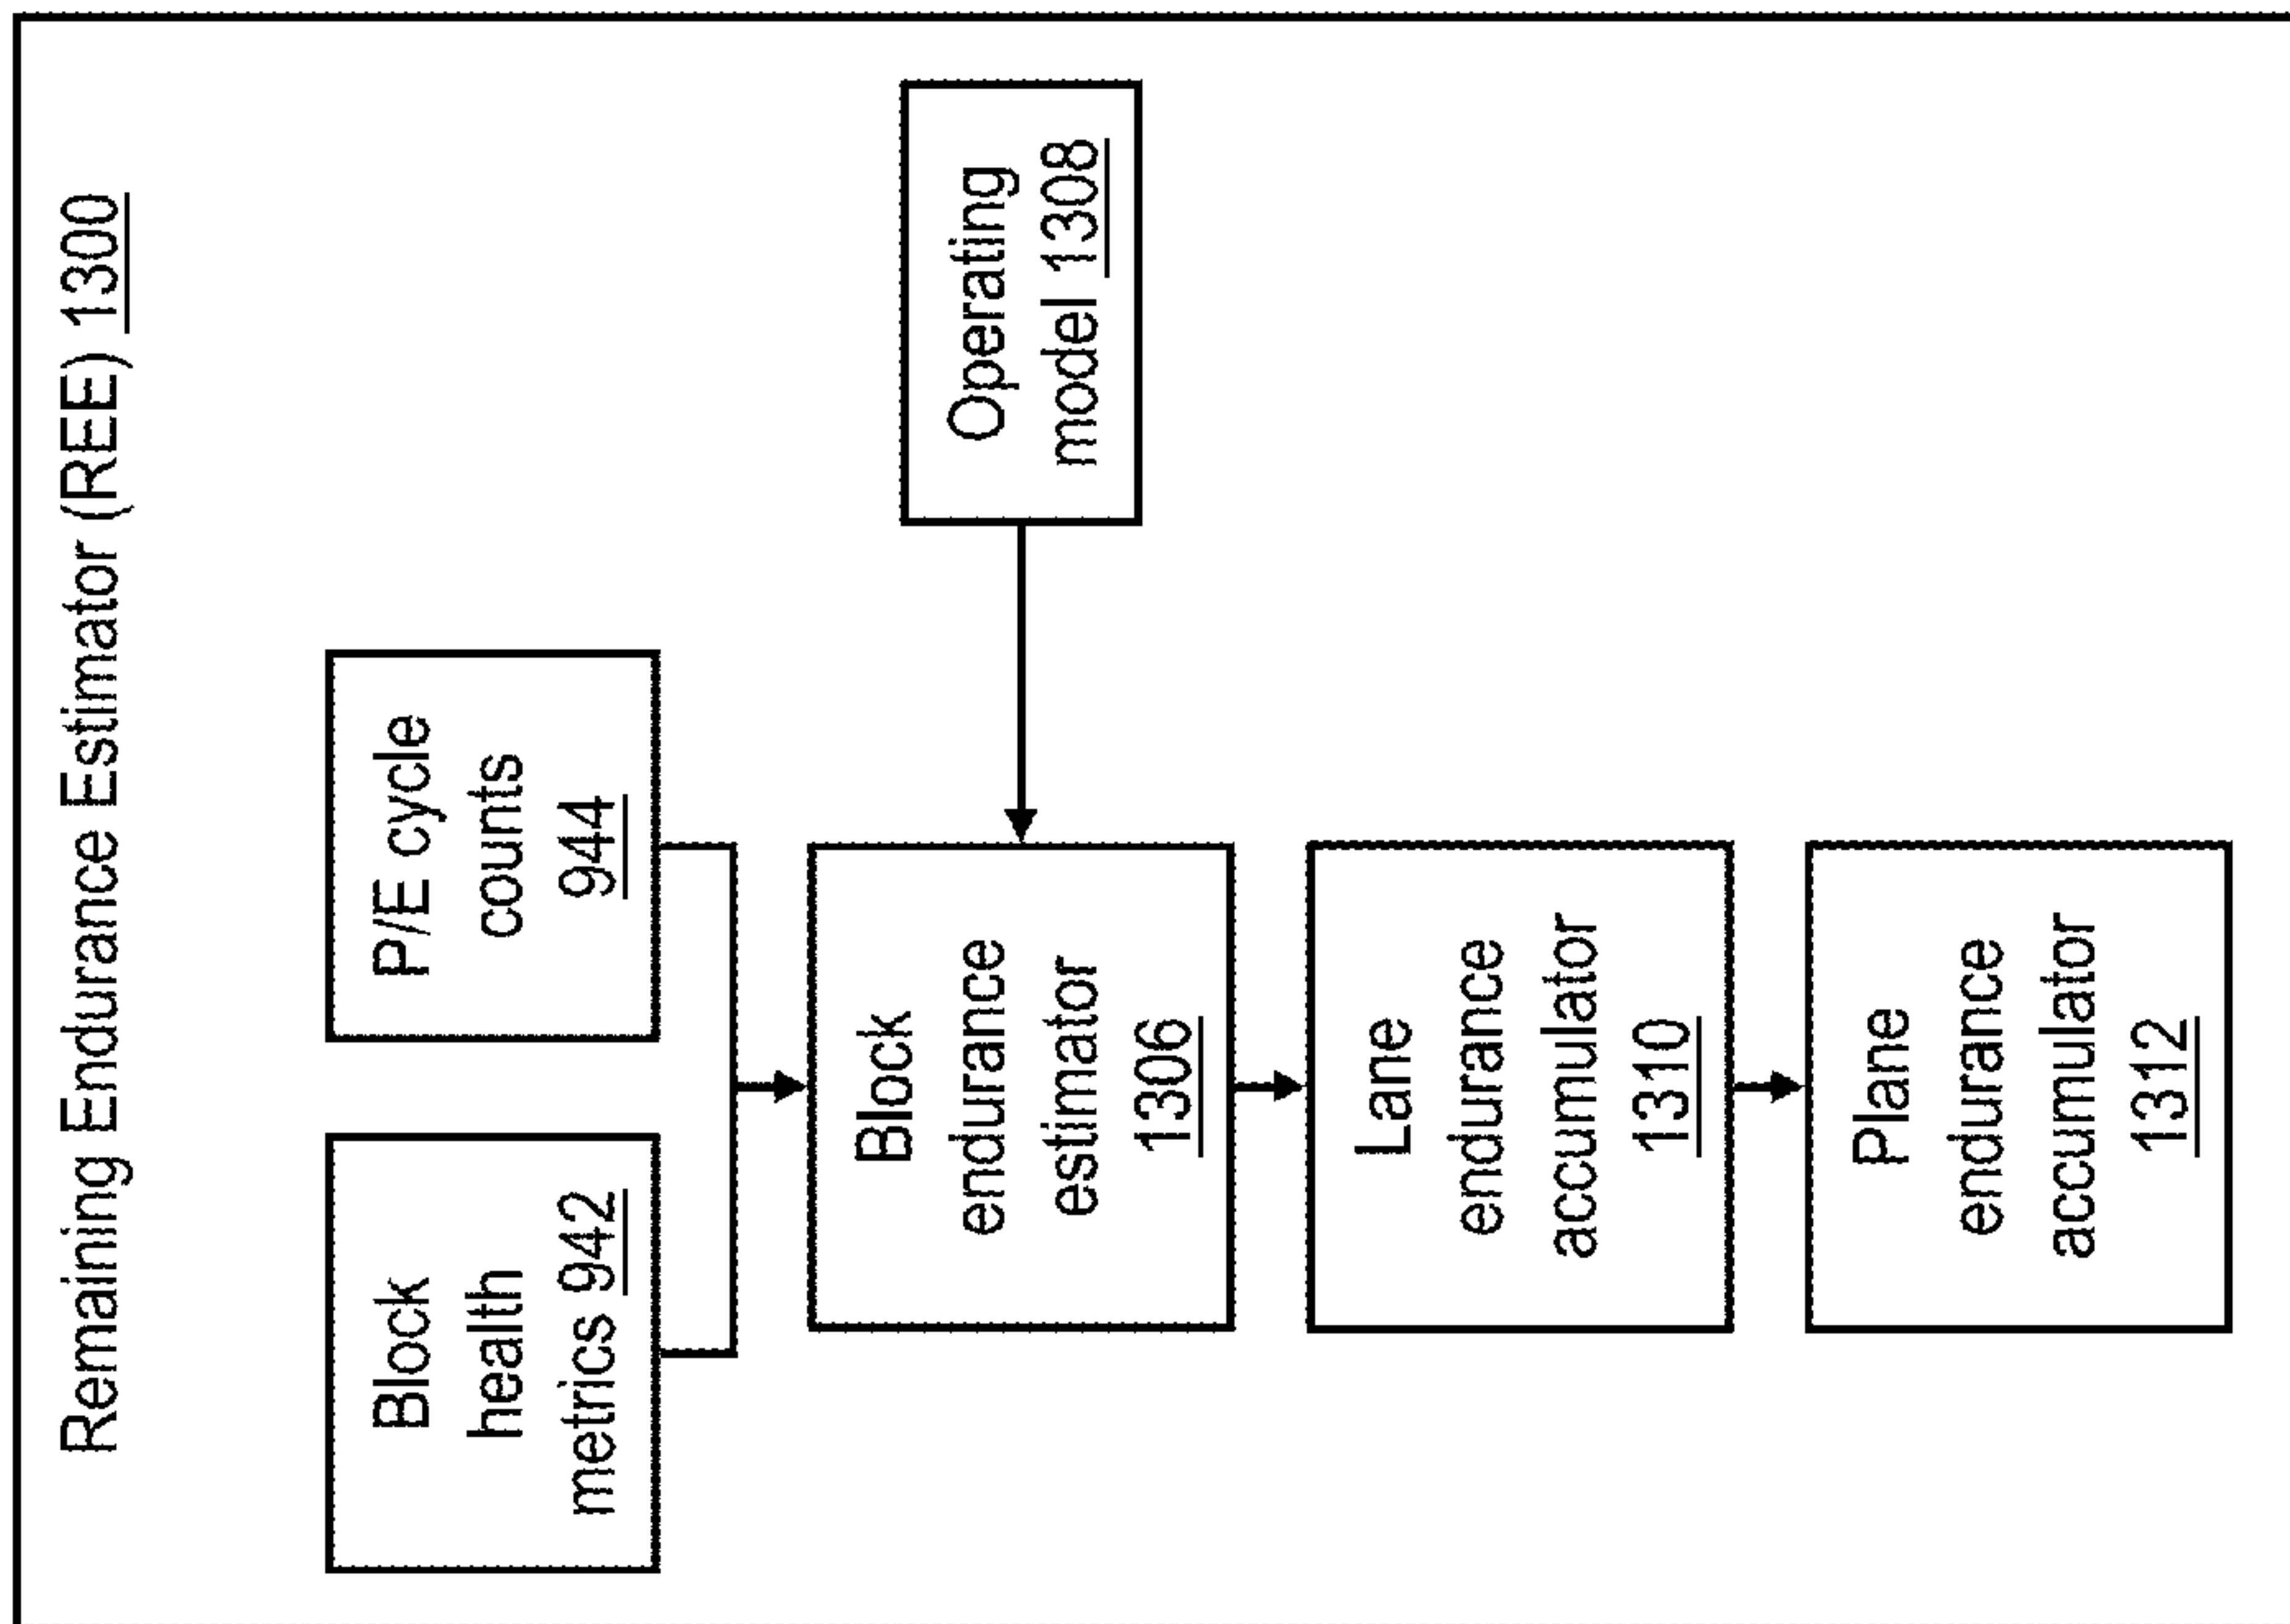 Remaining Endurance Estimator (REE) 1300
Block
health
metrics 942
P/E cycle
counts
944
Block
endurance
estimator
1306
Operating
model 1308
Lane
endurance
accumulator
1310
Plane
endurance
accumulator
1312